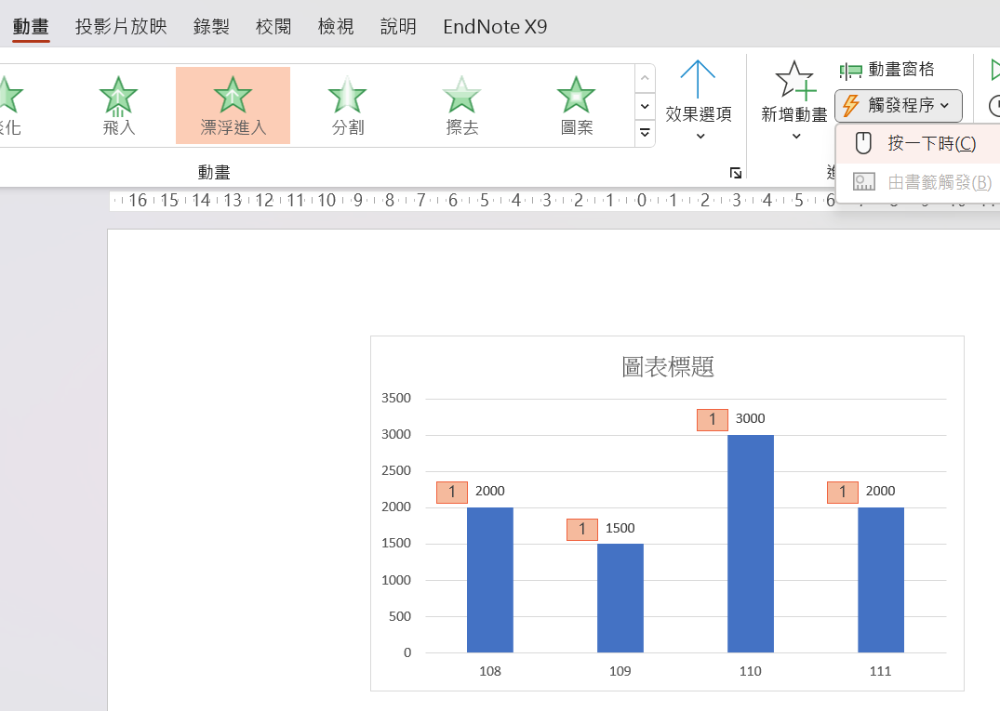 動畫 投影片放映 錄製 校閱 檢視 說明 EndNote X9
動畫窗格
效果選項 新增動畫 觸發程序
化 飛入 漂浮進入 分割 擦去 圖案
按一下時(C)
動畫
由書籤觸發(B)
16 15 14 13 12 11 10 9 8 7 6 5 4 3 2 1 0 1 2 3 4 5 6
圖表標題
3500
1 3000
3000
2500
1 2000 1 2000
2000
1 1500
1500
1000
500
0
108 109 110 111